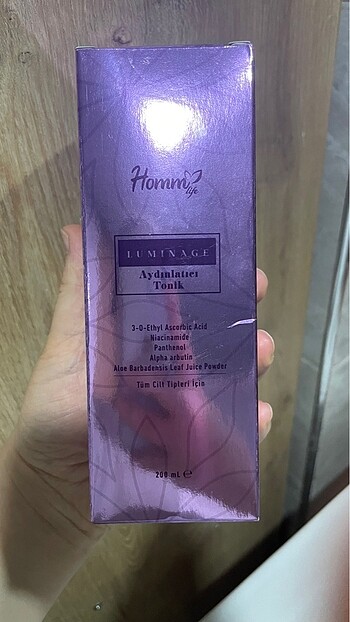 Homm
life
LUMINAGE
Aydınlatıcı
Tonik
3-O-Ethyl Ascorbic Acid
Niacinamide
Panthenol
Alpha arbutin
Aloe Barbadensis Leaf Juice Powder
Tüm Cilt Tipleri İçin
200 mL ℮